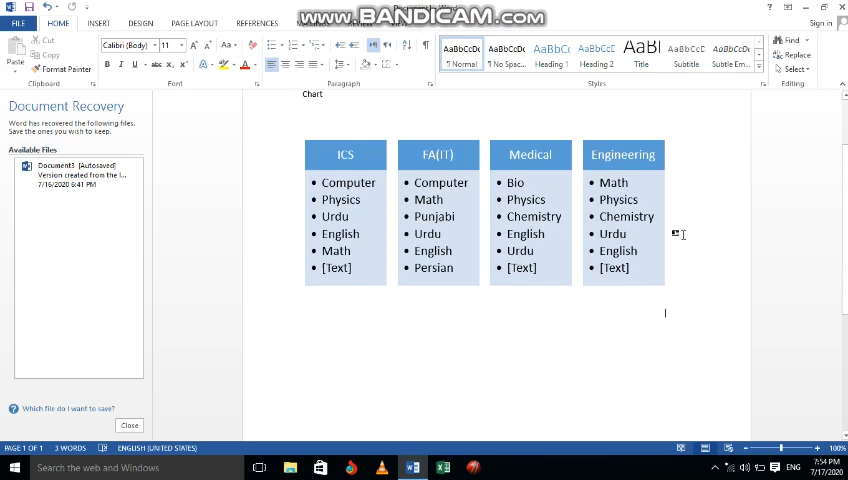 www.BANDICAM.com
Sign in
FILE HOME INSERT DESIGN PAGE LAYOUT REFERENCES
Paste
Cut
Copy
Format Painter
Clipboard
Calibri (Body) 11
Font
Paragraph
AaBbCcDc AaBbCcDc AaBbCc AaBbCcD AaBl AaBbCcD AaBbCcDc
¶ Normal ¶ No Spac... Heading 1 Heading 2 Title Subtitle Subtle Em...
Styles
Find
Replace
Select
Editing
Document Recovery
Word has recovered the following files.
Save the ones you wish to keep.
Available Files
Document3 [Autosaved]
Version created from the l...
7/16/2020 6:41 PM
Which file do I want to save?
Close
Chart
ICS
• Computer
• Physics
• Urdu
• English
• Math
• [Text]
FA(IT)
• Computer
• Math
• Punjabi
• Urdu
• English
• Persian
Medical
• Bio
• Physics
• Chemistry
• English
• Urdu
• [Text]
Engineering
• Math
• Physics
• Chemistry
• Urdu
• English
• [Text]
PAGE 1 OF 1 3 WORDS ENGLISH (UNITED STATES) 100%
Search the web and Windows
ENG
7:54 PM
7/17/2020